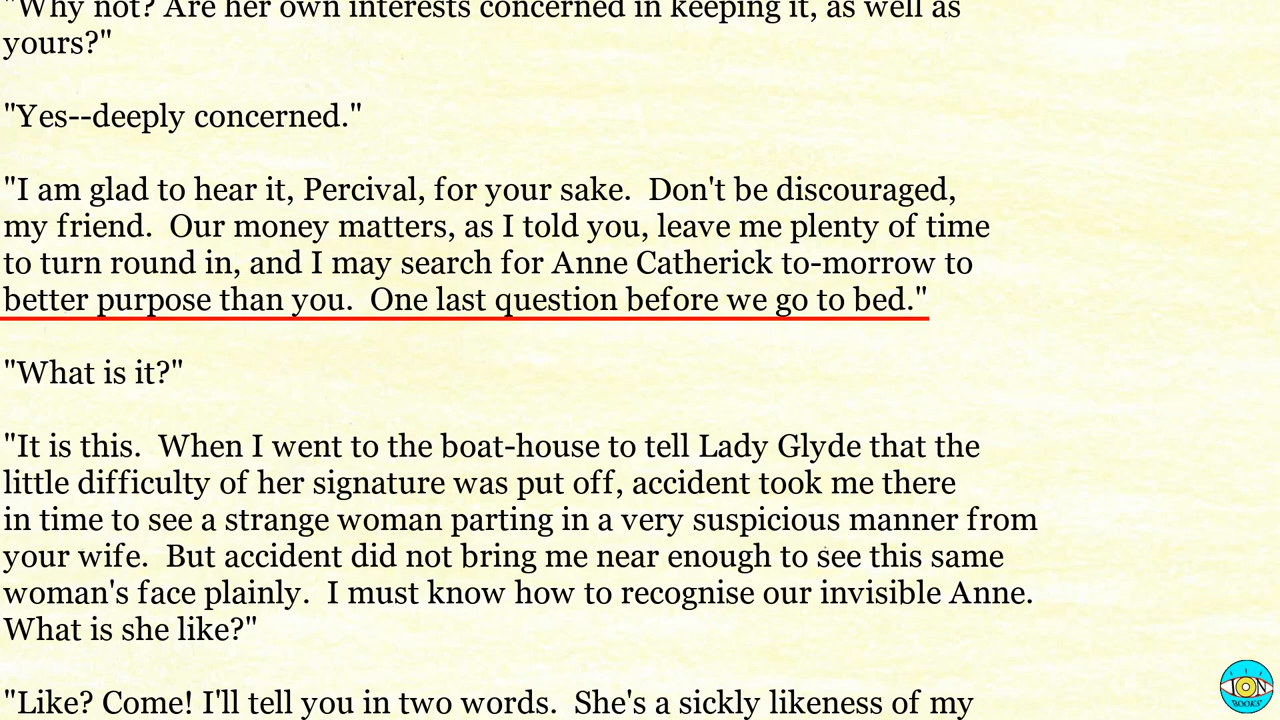 "Why not? Are her own interests concerned in keeping it, as well as
yours?"
"Yes--deeply concerned."
"I am glad to hear it, Percival, for your sake.  Don't be discouraged,
my friend.  Our money matters, as I told you, leave me plenty of time
to turn round in, and I may search for Anne Catherick to-morrow to
better purpose than you.  One last question before we go to bed."
"What is it?"
"It is this.  When I went to the boat-house to tell Lady Glyde that the
little difficulty of her signature was put off, accident took me there
in time to see a strange woman parting in a very suspicious manner from
your wife.  But accident did not bring me near enough to see this same
woman's face plainly.  I must know how to recognise our invisible Anne.
What is she like?"
"Like? Come! I'll tell you in two words.  She's a sickly likeness of my
ION
BOOKS